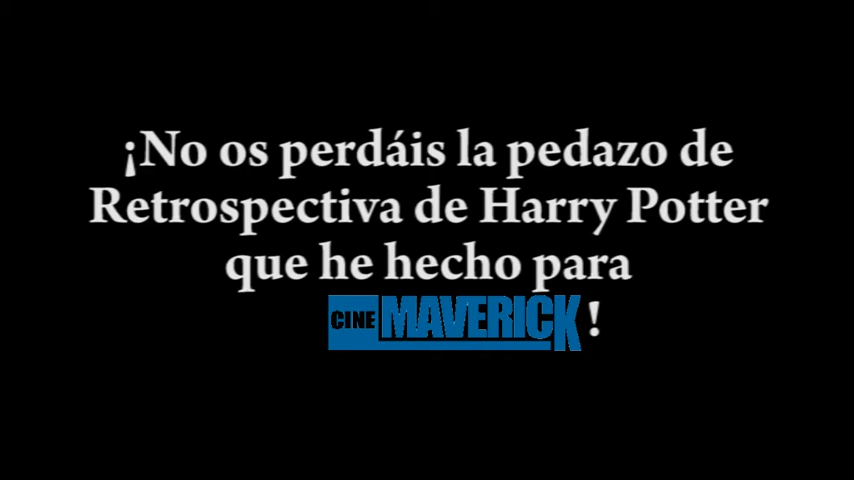 ¡No os perdáis la pedazo de
Retrospectiva de Harry Potter
que he hecho para
CINE MAVERICK !